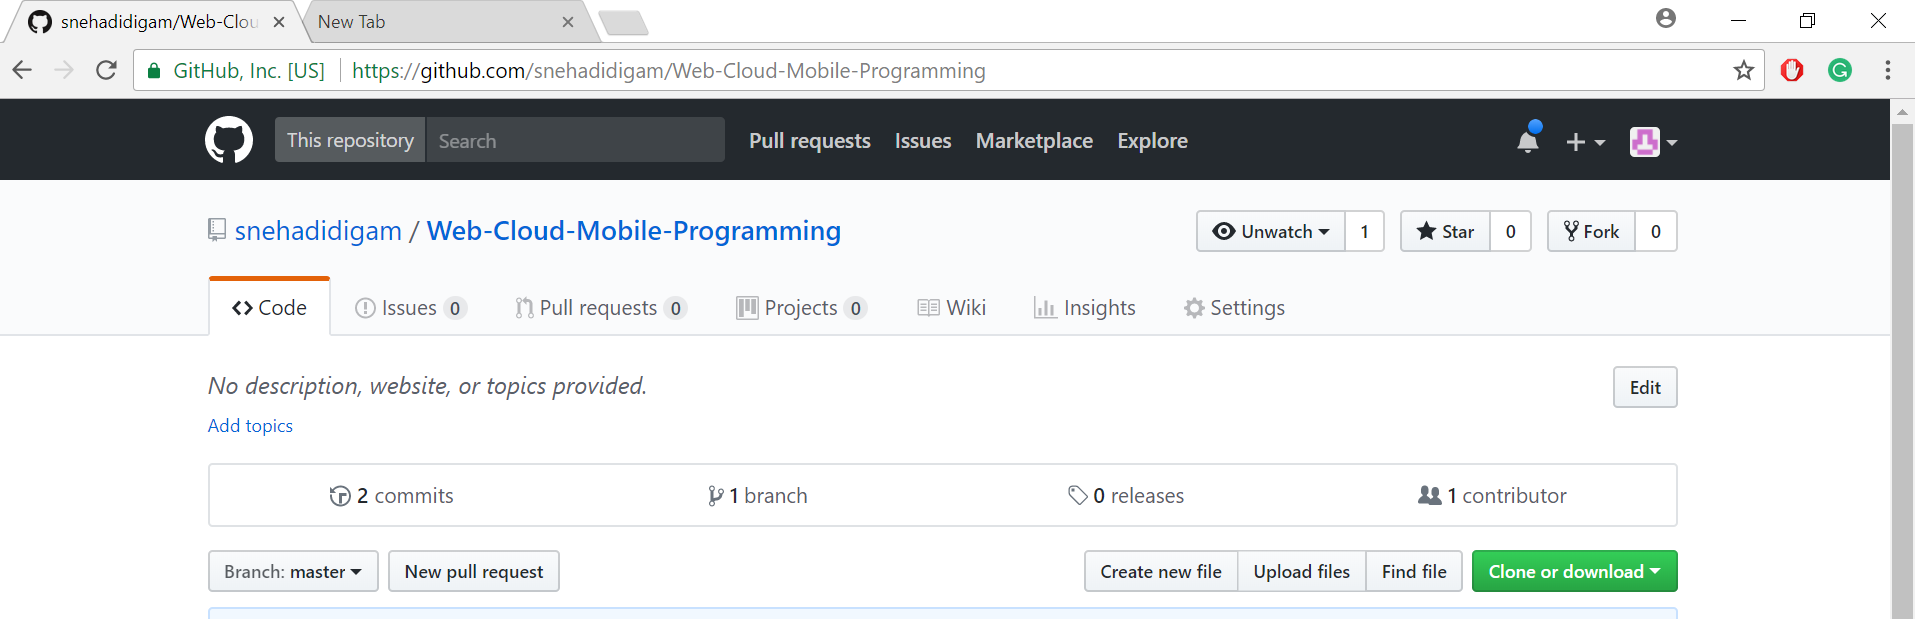 snehadidigam/Web-Clou New Tab
GitHub, Inc. [US] https://github.com/snehadidigam/Web-Cloud-Mobile-Programming
This repository Search Pull requests Issues Marketplace Explore
snehadidigam / Web-Cloud-Mobile-Programming Unwatch 1 Star 0 Fork 0
Code Issues 0 Pull requests 0 Projects 0 Wiki Insights Settings
No description, website, or topics provided. Edit
Add topics
2 commits 1 branch 0 releases 1 contributor
Branch: master New pull request Create new file Upload files Find file Clone or download